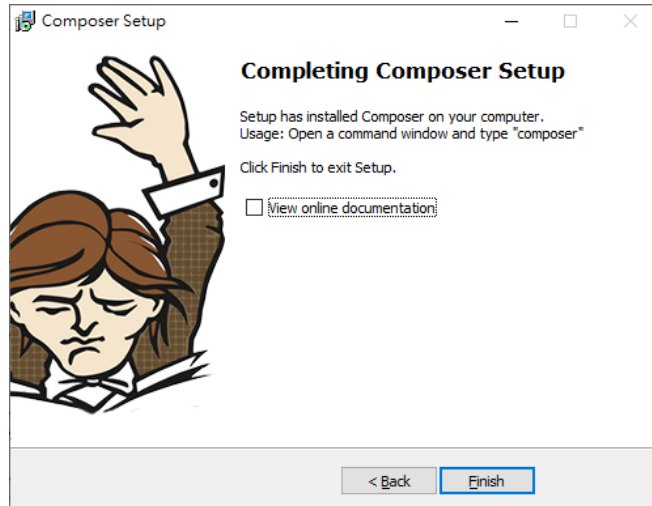 Composer Setup
Completing Composer Setup
Setup has installed Composer on your computer.
Usage: Open a command window and type "composer"
Click Finish to exit Setup.
View online documentation
< Back
Finish